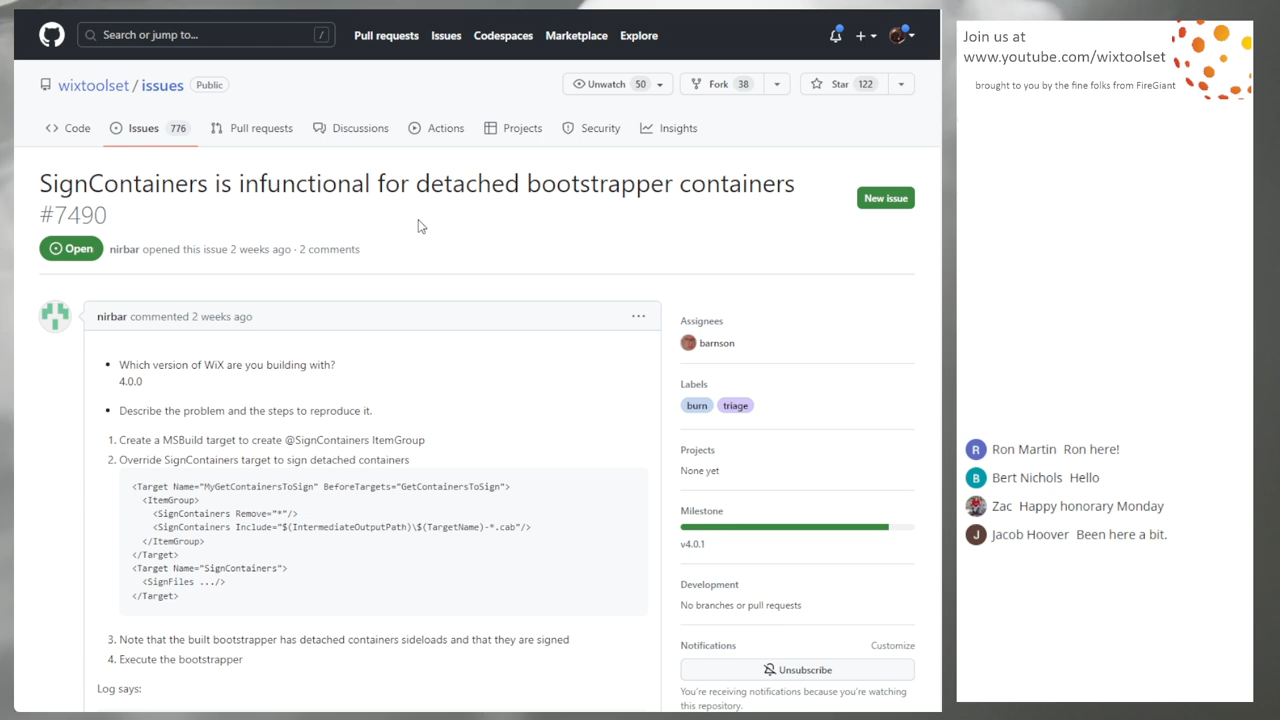 Search or jump to...
/
Pull requests
Issues
Codespaces
Marketplace
Explore
wixtoolset / issues
Public
Unwatch 50
Fork 38
Star 122
Code
Issues 776
Pull requests
Discussions
Actions
Projects
Security
Insights
SignContainers is infunctional for detached bootstrapper containers
#7490
New issue
Open
nirbar opened this issue 2 weeks ago · 2 comments
nirbar commented 2 weeks ago
• Which version of WiX are you building with?
4.0.0
• Describe the problem and the steps to reproduce it.
1. Create a MSBuild target to create @SignContainers ItemGroup
2. Override SignContainers target to sign detached containers
<Target Name="MyGetContainersToSign" BeforeTargets="GetContainersToSign">
<ItemGroup>
<SignContainers Remove="*"/>
<SignContainers Include="$(IntermediateOutputPath)\$(TargetName)-*.cab"/>
</ItemGroup>
</Target>
<Target Name="SignContainers">
<SignFiles .../>
</Target>
3. Note that the built bootstrapper has detached containers sideloads and that they are signed
4. Execute the bootstrapper
Log says:
Assignees
barnson
Labels
burn triage
Projects
None yet
Milestone
v4.0.1
Development
No branches or pull requests
Notifications
Customize
Unsubscribe
You're receiving notifications because you're watching
this repository.
Join us at
www.youtube.com/wixtoolset
brought to you by the fine folks from FireGiant
R Ron Martin Ron here!
B Bert Nichols Hello
Zac Happy honorary Monday
J Jacob Hoover Been here a bit.